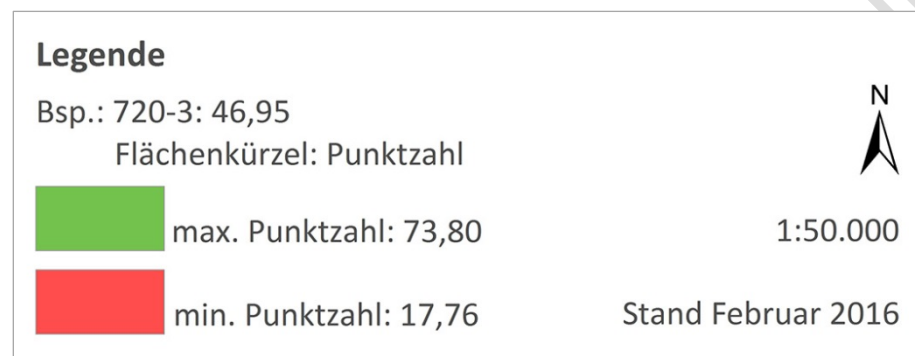 Legende
Bsp.: 720-3: 46,95
Flächenkürzel: Punktzahl
N
max. Punktzahl: 73,80
1:50.000
min. Punktzahl: 17,76
Stand Februar 2016